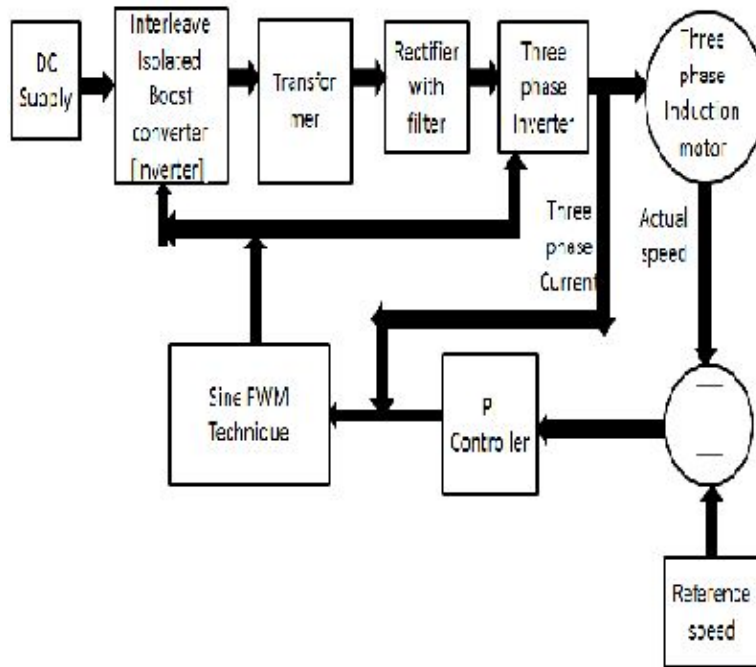 DC
Supply
Interleave
Isolated
Boost
converter
[Inverter]
Transfor
mer
Rectifier
with
filter
Three
phase
Inverter
Three
phase
Induction
motor
Three
phase
Current
Actual
speed
Sine PWM
Technique
PI
Controller
Reference
speed